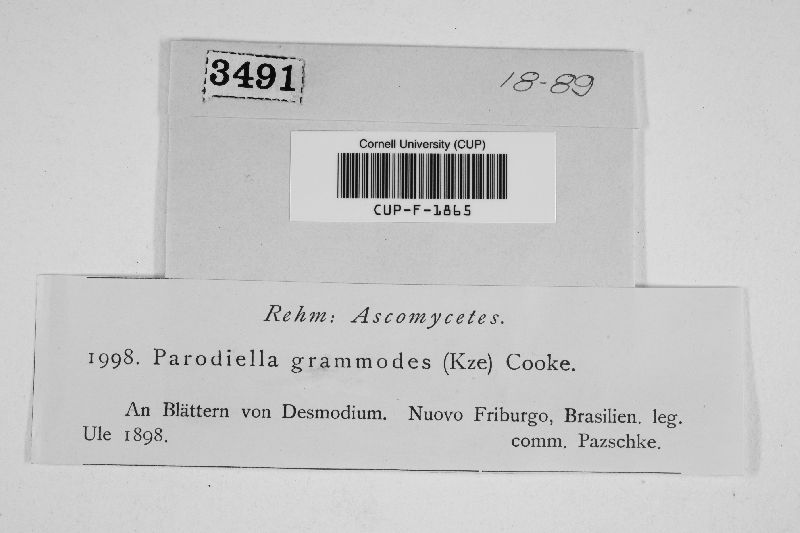 3491
18-89
Cornell University (CUP)
CUP-F-1865
Rehm: Ascomycetes.
1998. Parodiella grammodes (Kze) Cooke.
An Blättern von Desmodium. Nuovo Friburgo, Brasilien. leg.
Ule 1898. comm. Pazschke.